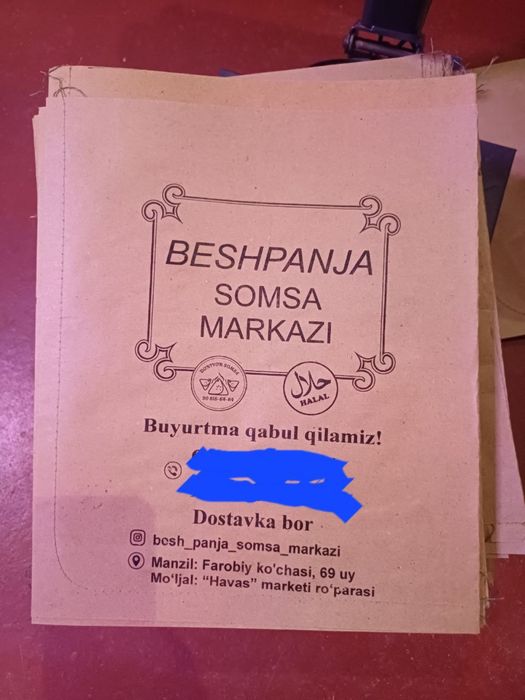 BESHPANJA
SOMSA
MARKAZI
حلال
HALAL
Buyurtma qabul qilamiz!
Dostavka bor
besh_panja_somsa_markazi
Manzil: Farobiy ko'chasi, 69 uy
Mo'ljal: "Havas" marketi ro'parasi